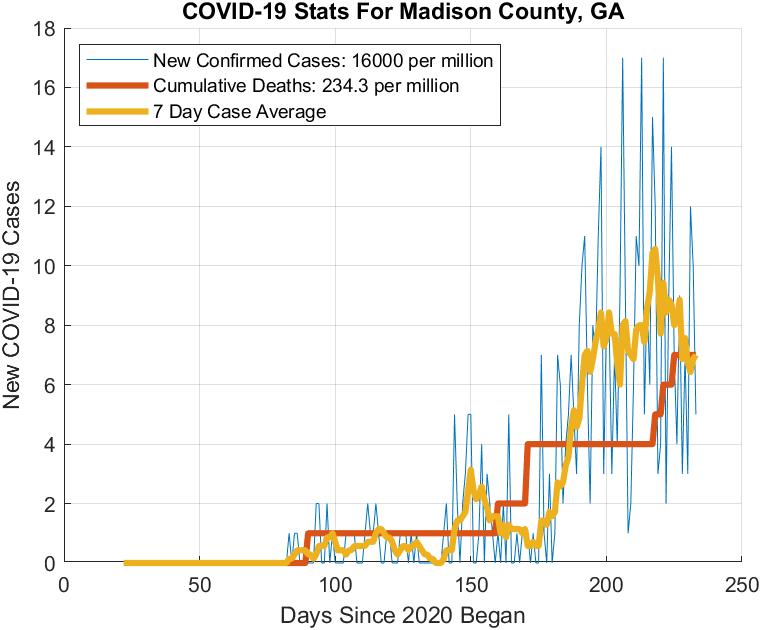 COVID-19 Stats For Madison County, GA
New Confirmed Cases: 16000 per million
Cumulative Deaths: 234.3 per million
7 Day Case Average
New COVID-19 Cases
18
16
14
12
10
8
6
4
2
0
0 50 100 150 200 250
Days Since 2020 Began